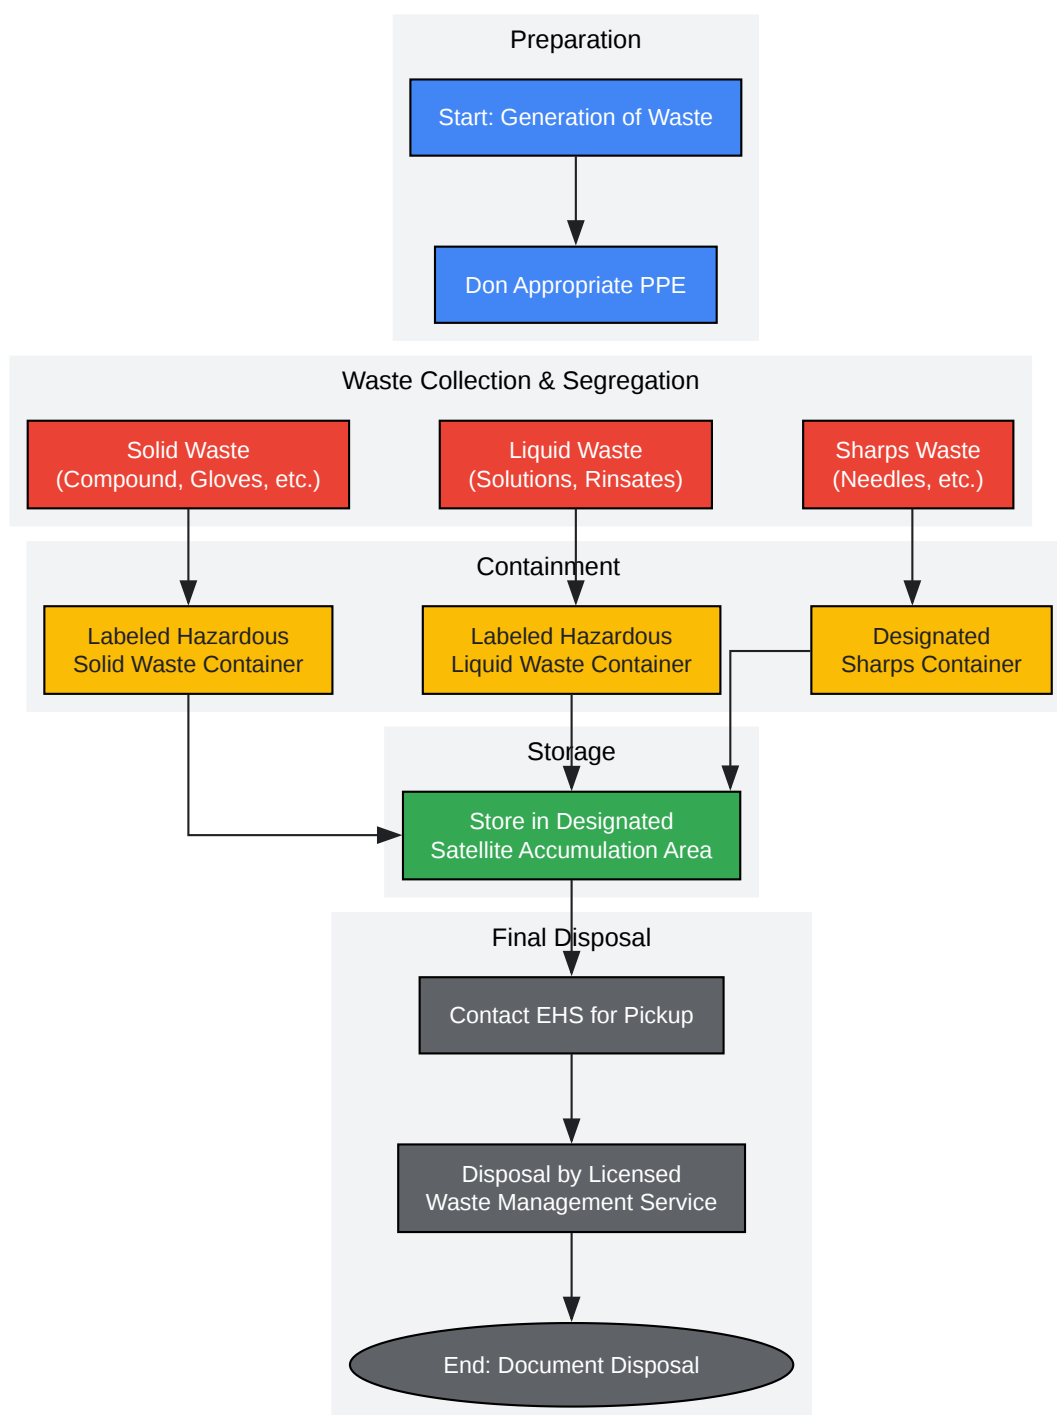 Preparation
Start: Generation of Waste
Don Appropriate PPE
Waste Collection & Segregation
Solid Waste
(Compound, Gloves, etc.)
Liquid Waste
(Solutions, Rinsates)
Sharps Waste
(Needles, etc.)
Containment
Labeled Hazardous
Solid Waste Container
Labeled Hazardous
Liquid Waste Container
Designated
Sharps Container
Storage
Store in Designated
Satellite Accumulation Area
Final Disposal
Contact EHS for Pickup
Disposal by Licensed
Waste Management Service
End: Document Disposal